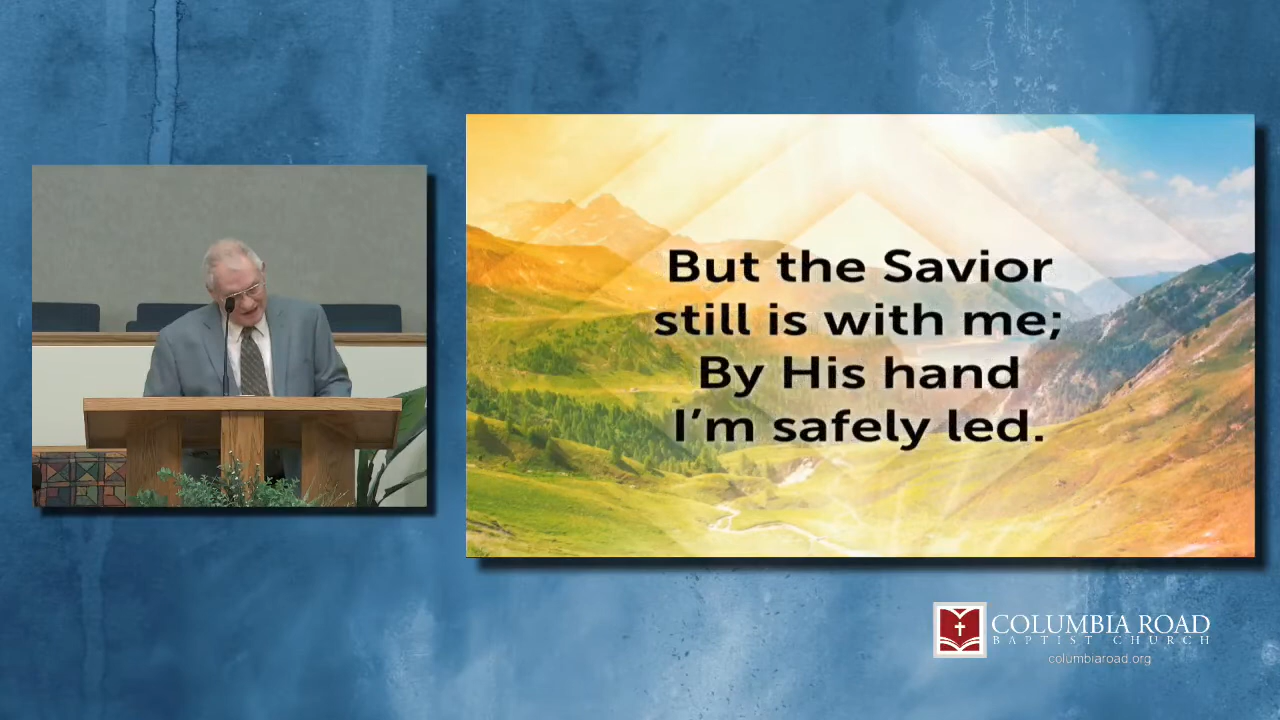 But the Savior
still is with me;
By His hand
I'm safely led.
COLUMBIA ROAD
BAPTIST CHURCH
columbiaroad.org